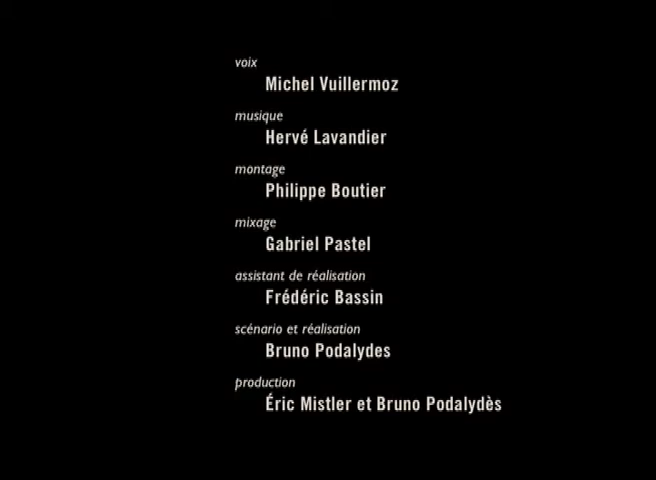 voix
Michel Vuillermoz
musique
Hervé Lavandier
montage
Philippe Boutier
mixage
Gabriel Pastel
assistant de réalisation
Frédéric Bassin
scénario et réalisation
Bruno Podalydes
production
Éric Mistler et Bruno Podalydès